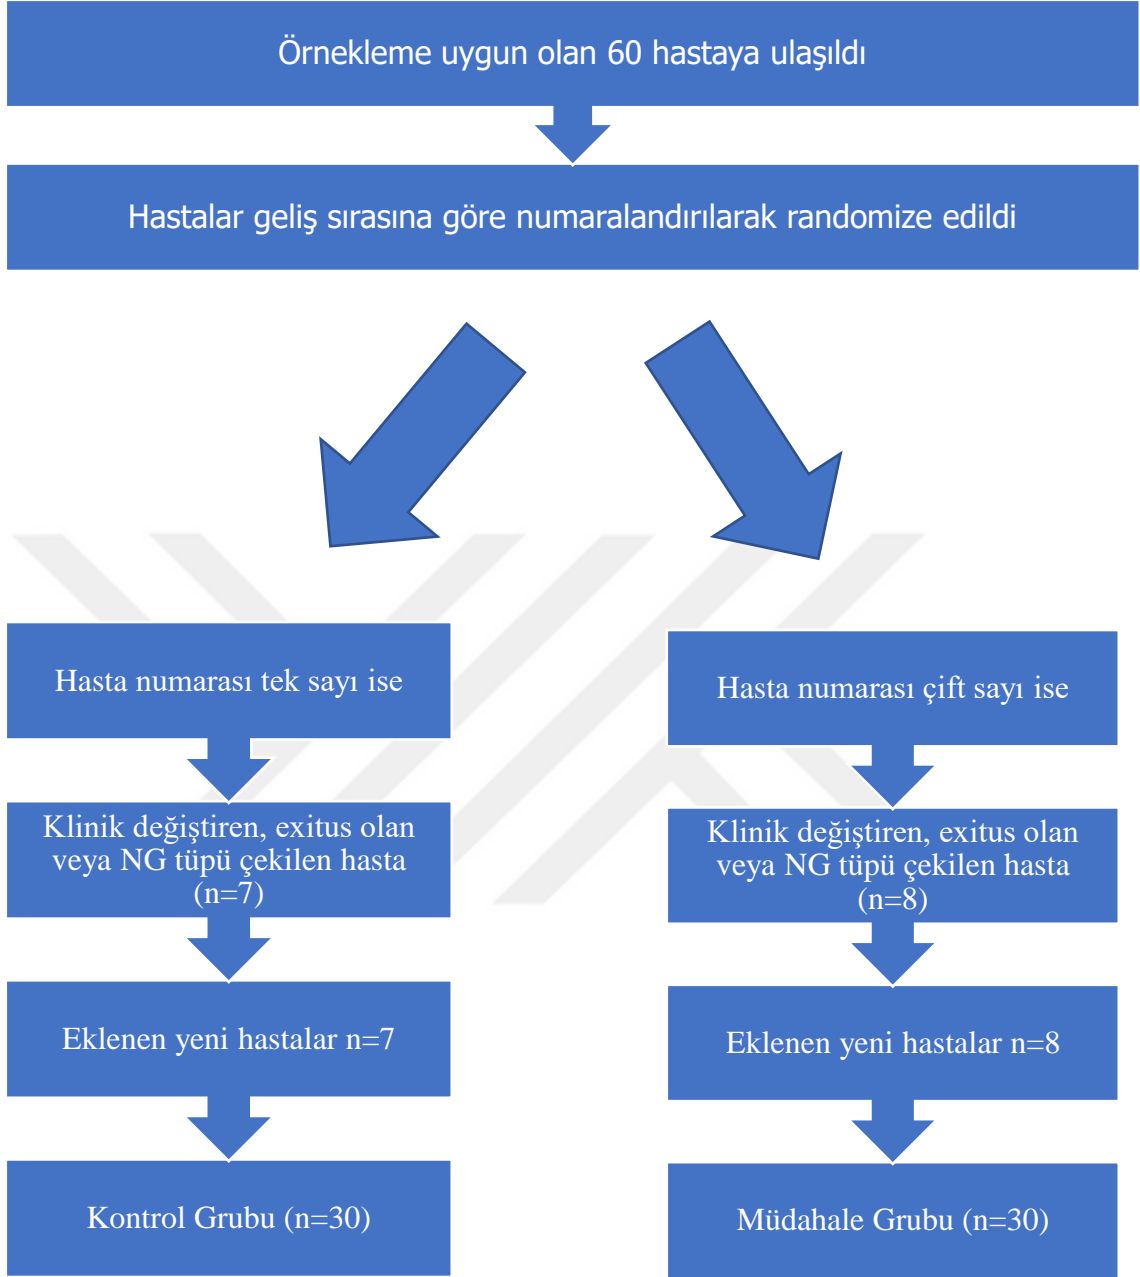 Örnekleme uygun olan 60 hastaya ulaşıldı
Hastalar geliş sırasına göre numaralandırılarak randomize edildi
Hasta numarası tek sayı ise
Klinik değiştiren, exitus olan
veya NG tüpü çekilen hasta
(n=7)
Eklenen yeni hastalar n=7
Kontrol Grubu (n=30)
Hasta numarası çift sayı ise
Klinik değiştiren, exitus olan
veya NG tüpü çekilen hasta
(n=8)
Eklenen yeni hastalar n=8
Müdahale Grubu (n=30)